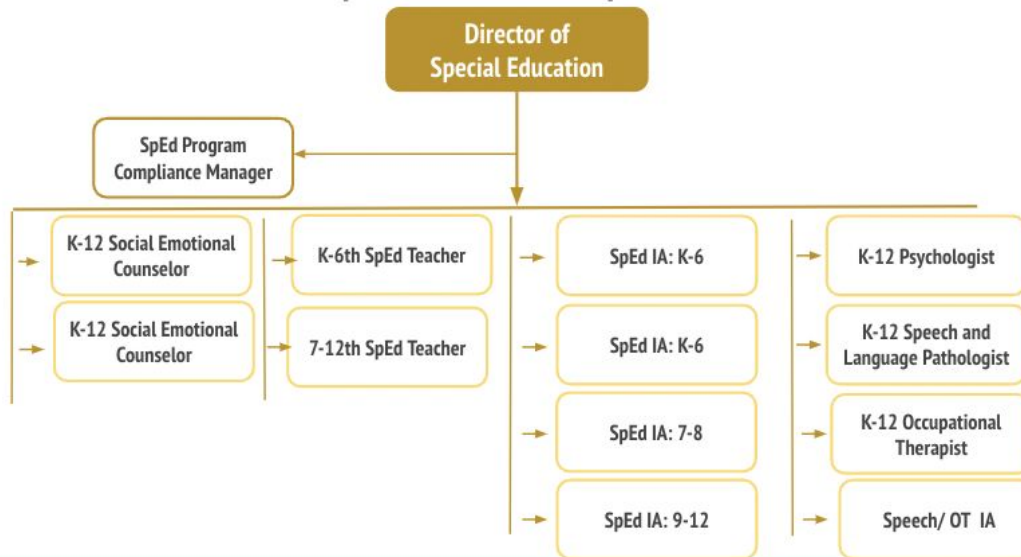 Director of
Special Education
SpEd Program
Compliance Manager
K-12 Social Emotional
Counselor
K-12 Social Emotional
Counselor
K-6th SpEd Teacher
7-12th SpEd Teacher
SpEd IA: K-6
SpEd IA: K-6
SpEd IA: 7-8
SpEd IA: 9-12
K-12 Psychologist
K-12 Speech and
Language Pathologist
K-12 Occupational
Therapist
Speech/ OT IA